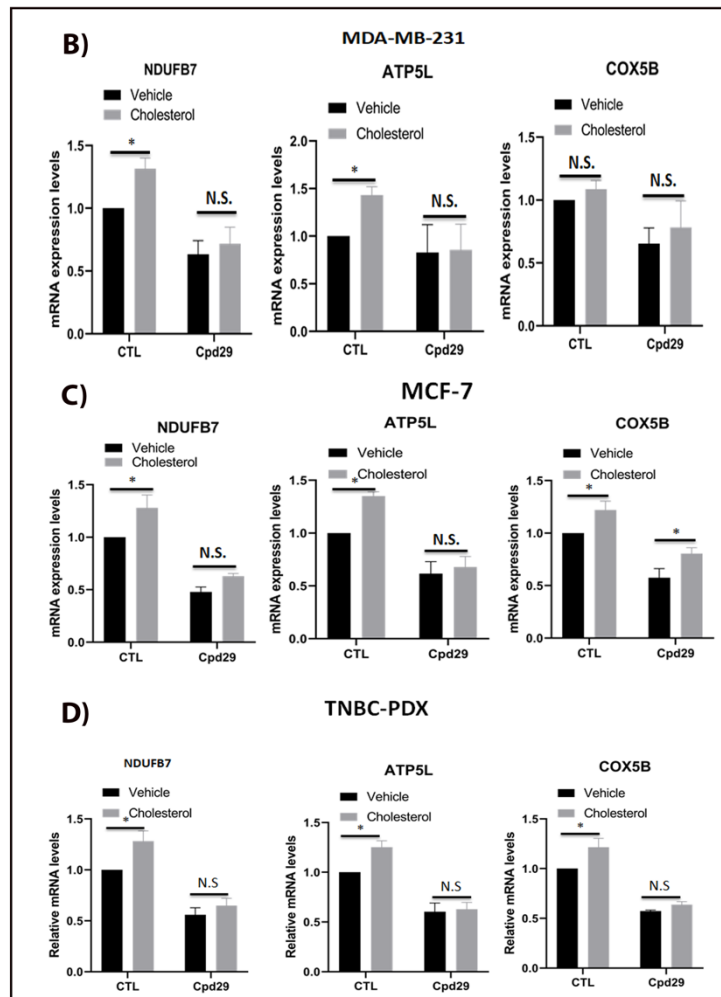 B)
MDA-MB-231
NDUFB7
Vehicle
Cholesterol
mRNA expression levels
1.5
1.0
0.5
0.0
*
N.S.
CTL
Cpd29
ATP5L
Vehicle
Cholesterol
mRNA expression levels
2.0
1.5
1.0
0.5
0.0
*
N.S.
CTL
Cpd29
COX5B
Vehicle
Cholesterol
mRNA expression levels
1.5
1.0
0.5
0.0
N.S.
N.S.
CTL
Cpd29
C)
MCF-7
NDUFB7
Vehicle
Cholesterol
mRNA expression levels
1.5
1.0
0.5
0.0
*
N.S.
CTL
Cpd29
ATP5L
Vehicle
Cholesterol
mRNA expression levels
1.5
1.0
0.5
0.0
*
N.S.
CTL
Cpd29
COX5B
Vehicle
Cholesterol
mRNA expression levels
1.5
1.0
0.5
0.0
*
*
CTL
Cpd29
D)
TNBC-PDX
NDUFB7
Vehicle
Cholesterol
Relative mRNA levels
1.5
1.0
0.5
0.0
*
N.S
CTL
Cpd29
ATP5L
Vehicle
Cholesterol
Relative mRNA levels
1.5
1.0
0.5
0.0
*
N.S
CTL
Cpd29
COX5B
Vehicle
Cholesterol
Relative mRNA levels
1.5
1.0
0.5
0.0
*
N.S
CTL
Cpd29